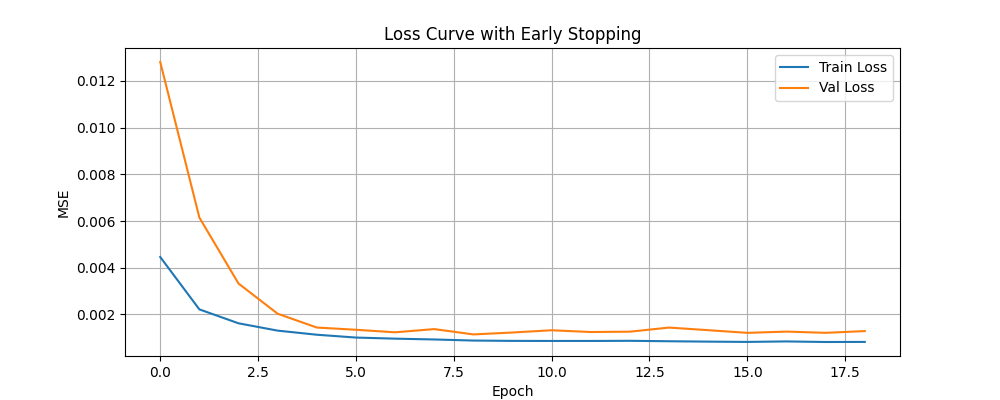 Loss Curve with Early Stopping
Train Loss
Val Loss
0.012
0.010
0.008
0.006
0.004
0.002
MSE
0.0 2.5 5.0 7.5 10.0 12.5 15.0 17.5
Epoch